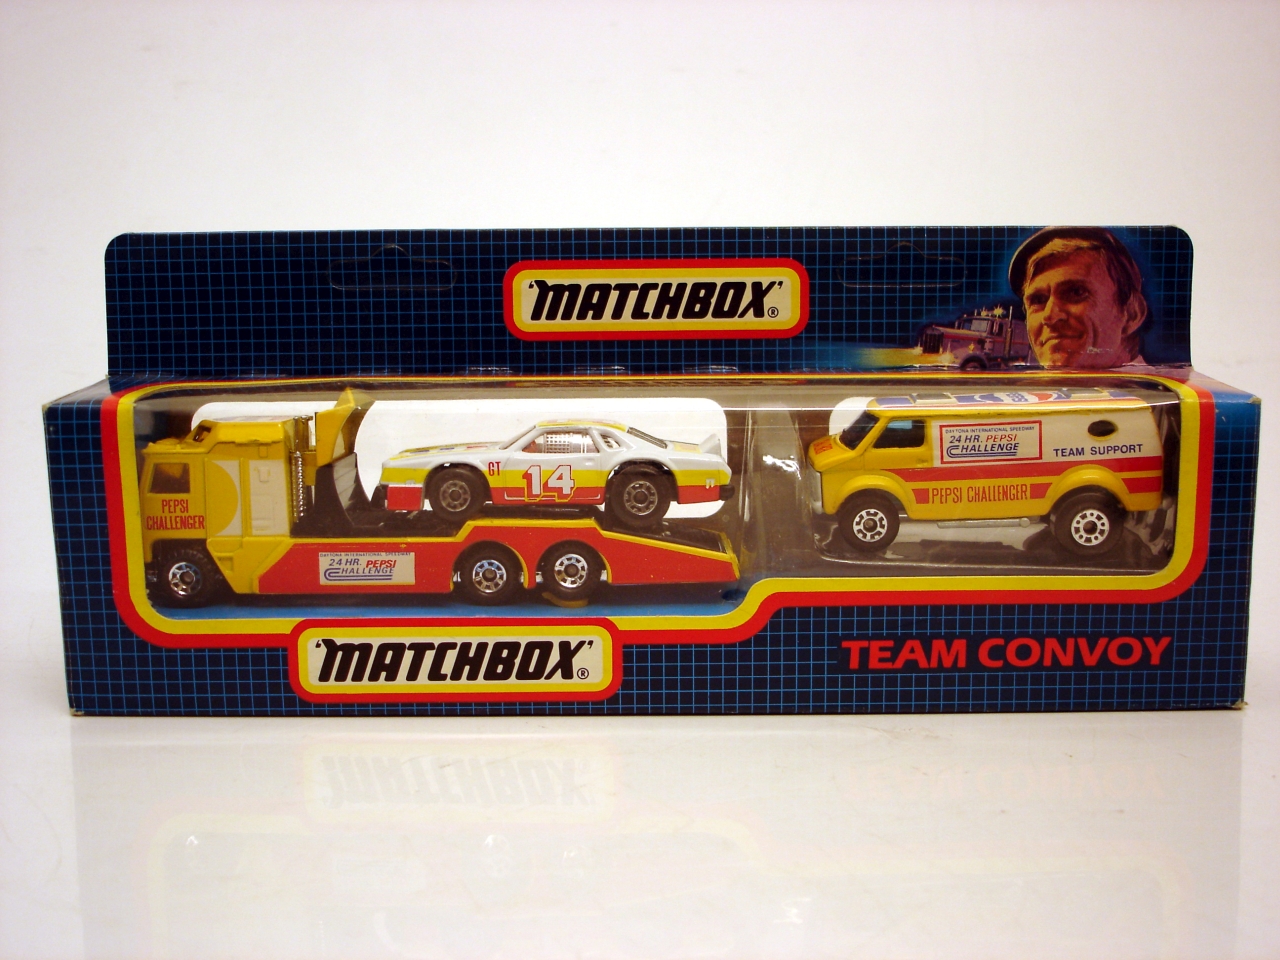 'MATCHBOX'®
PEPSI
CHALLENGER
GT
14
DAYTONA INTERNATIONAL SPEEDWAY
24 HR. PEPSI
CHALLENGE
DAYTONA INTERNATIONAL SPEEDWAY
24 HR. PEPSI
CHALLENGE
TEAM SUPPORT
PEPSI CHALLENGER
'MATCHBOX'®
TEAM CONVOY